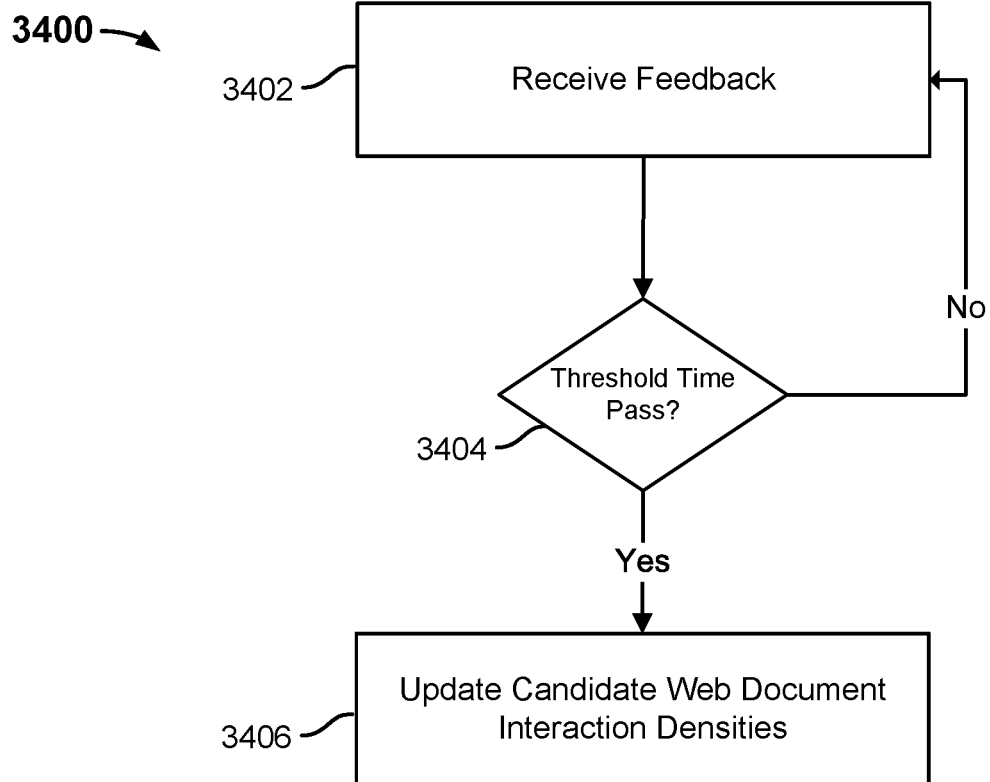 3400
3402
Receive Feedback
No
Threshold Time
Pass?
3404
Yes
Update Candidate Web Document
Interaction Densities
3406